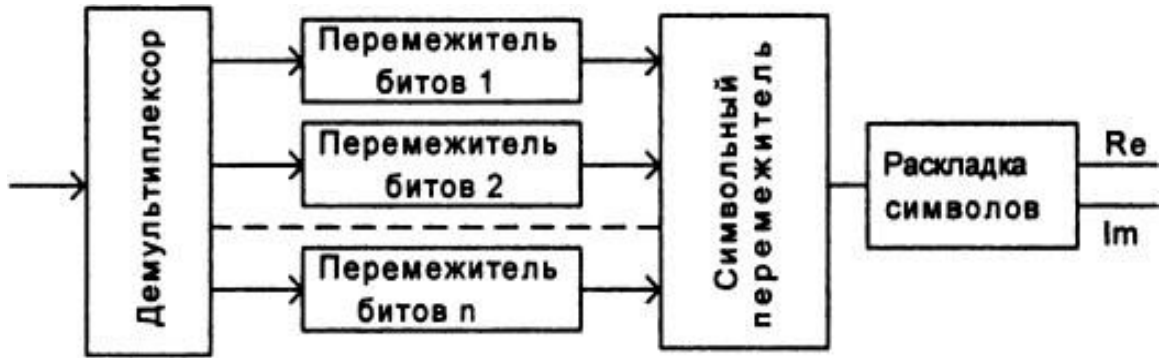 Демультиплексор
Перемежитель
битов 1
Перемежитель
битов 2
Перемежитель
битов n
Символьный
перемежитель
Раскладка
символов
Re
Im